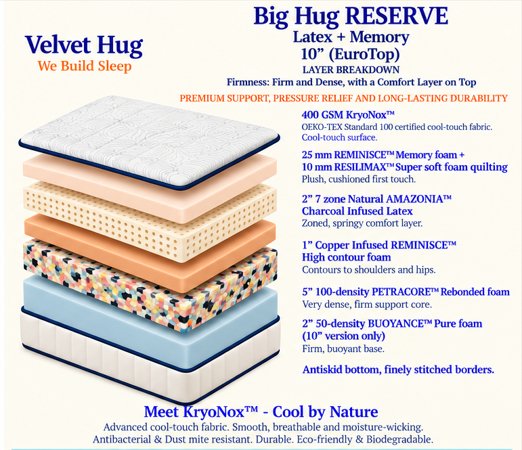 Velvet Hug
We Build Sleep
Big Hug RESERVE
Latex + Memory
10” (EuroTop)
LAYER BREAKDOWN
Firmness: Firm and Dense, with a Comfort Layer on Top
PREMIUM SUPPORT, PRESSURE RELIEF AND LONG-LASTING DURABILITY
400 GSM KryoNox™
OEKO-TEX Standard 100 certified cool-touch fabric.
Cool-touch surface.
25 mm REMINISCE™ Memory foam +
10 mm RESILIMAX™ Super soft foam quilting
Plush, cushioned first touch.
2” 7 zone Natural AMAZONIA™
Charcoal Infused Latex
Zoned, springy comfort layer.
1” Copper Infused REMINISCE™
High contour foam
Contours to shoulders and hips.
5” 100-density PETRACORE™ Rebonded foam
Very dense, firm support core.
2” 50-density BUOYANCE™ Pure foam
(10” version only)
Firm, buoyant base.
Antiskid bottom, finely stitched borders.
Meet KryoNox™ - Cool by Nature
Advanced cool-touch fabric. Smooth, breathable and moisture-wicking.
Antibacterial & Dust mite resistant. Durable. Eco-friendly & Biodegradable.